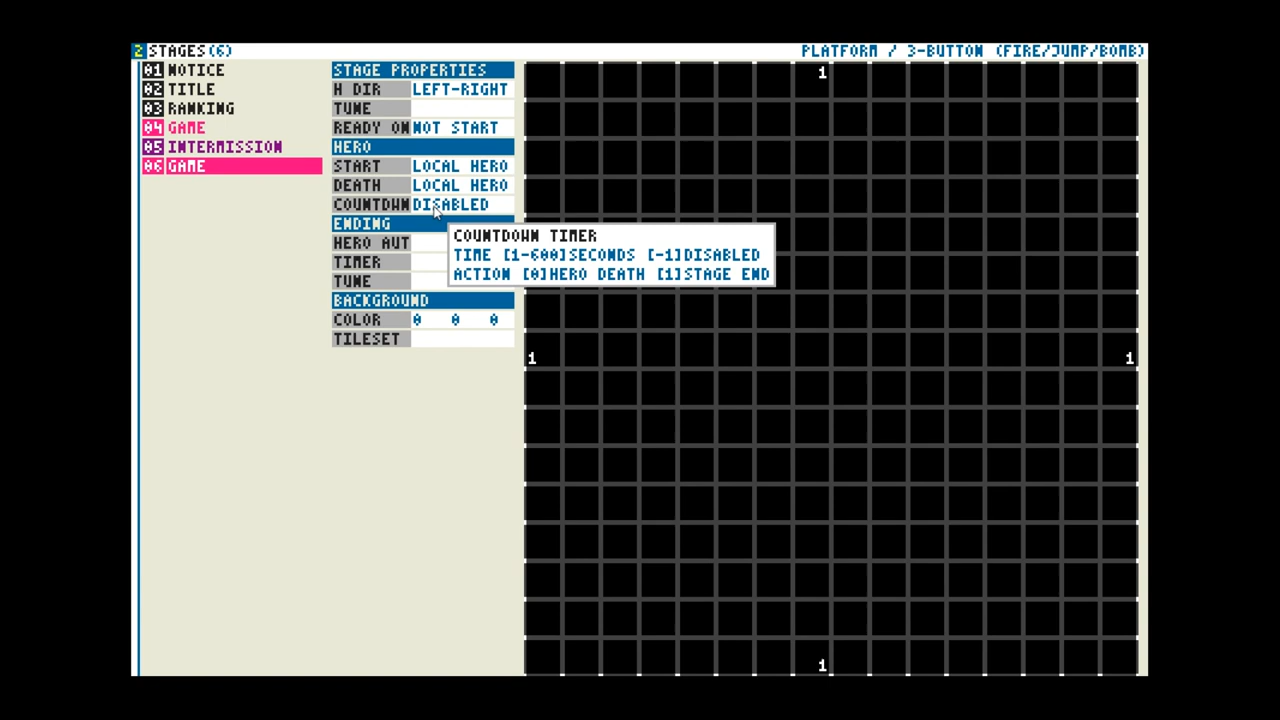 2 STAGES(6) PLATFORM / 3-BUTTON (FIRE/JUMP/BOMB)
01 NOTICE
02 TITLE
03 RANKING
04 GAME
05 INTERMISSION
06 GAME
STAGE PROPERTIES
H DIR LEFT-RIGHT
TUNE
READY ON NOT START
HERO
START LOCAL HERO
DEATH LOCAL HERO
COUNTDWN DISABLED
ENDING
HERO AUT
TIMER
TUNE
BACKGROUND
COLOR 0 0 0
TILESET
COUNTDOWN TIMER
TIME [1-600]SECONDS [-1]DISABLED
ACTION [0]HERO DEATH [1]STAGE END
1
1 1
1